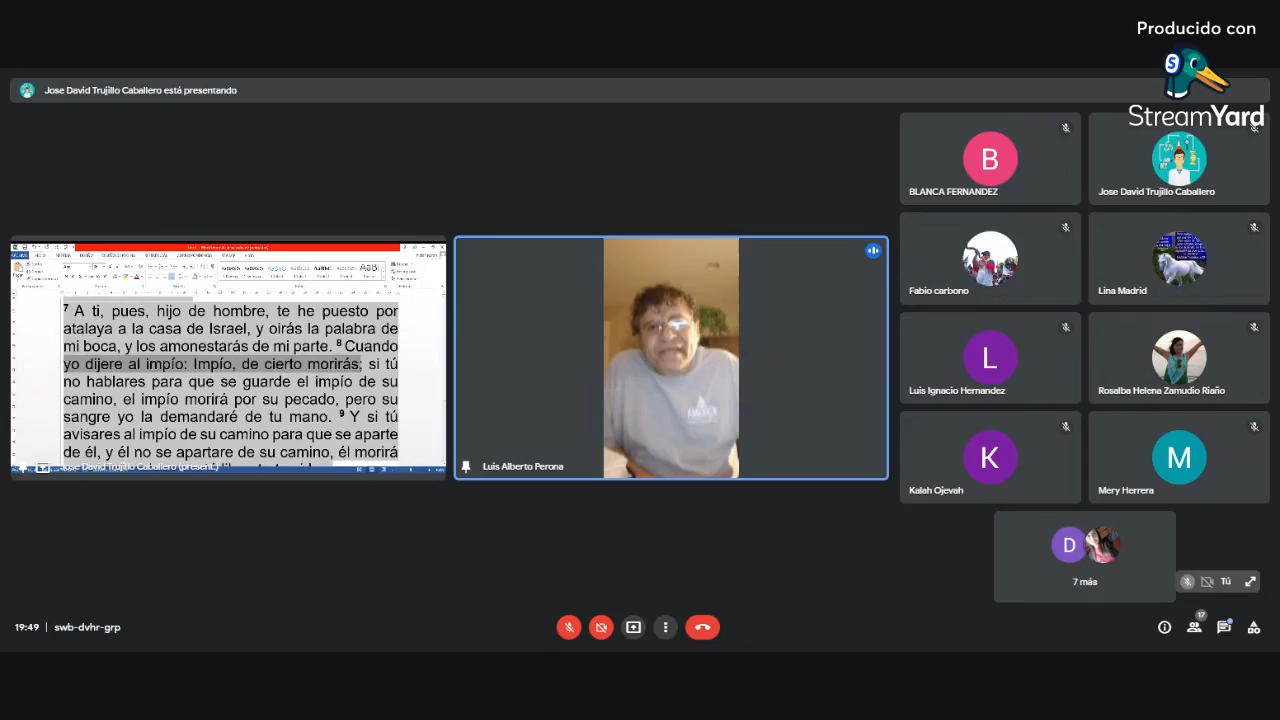 Producido con
StreamYard
Jose David Trujillo Caballero está presentando
B
BLANCA FERNANDEZ
Jose David Trujillo Caballero
Fabio carbono
Lina Madrid
L
Luis Ignacio Hernandez
Rosalba Helena Zamudio Riaño
K
Kalah Ojevah
M
Mery Herrera
D
7 más
Tú
7 A ti, pues, hijo de hombre, te he puesto por
atalaya a la casa de Israel, y oirás la palabra de
mi boca, y los amonestarás de mi parte. 8 Cuando
yo dijere al impío: Impío, de cierto morirás; si tú
no hablares para que se guarde el impío de su
camino, el impío morirá por su pecado, pero su
sangre yo la demandaré de tu mano. 9 Y si tú
avisares al impío de su camino para que se aparte
de él, y él no se apartare de su camino, él morirá
Jose David Trujillo Caballero (present.)
Luis Alberto Perona
19:49 | swb-dvhr-grp
17